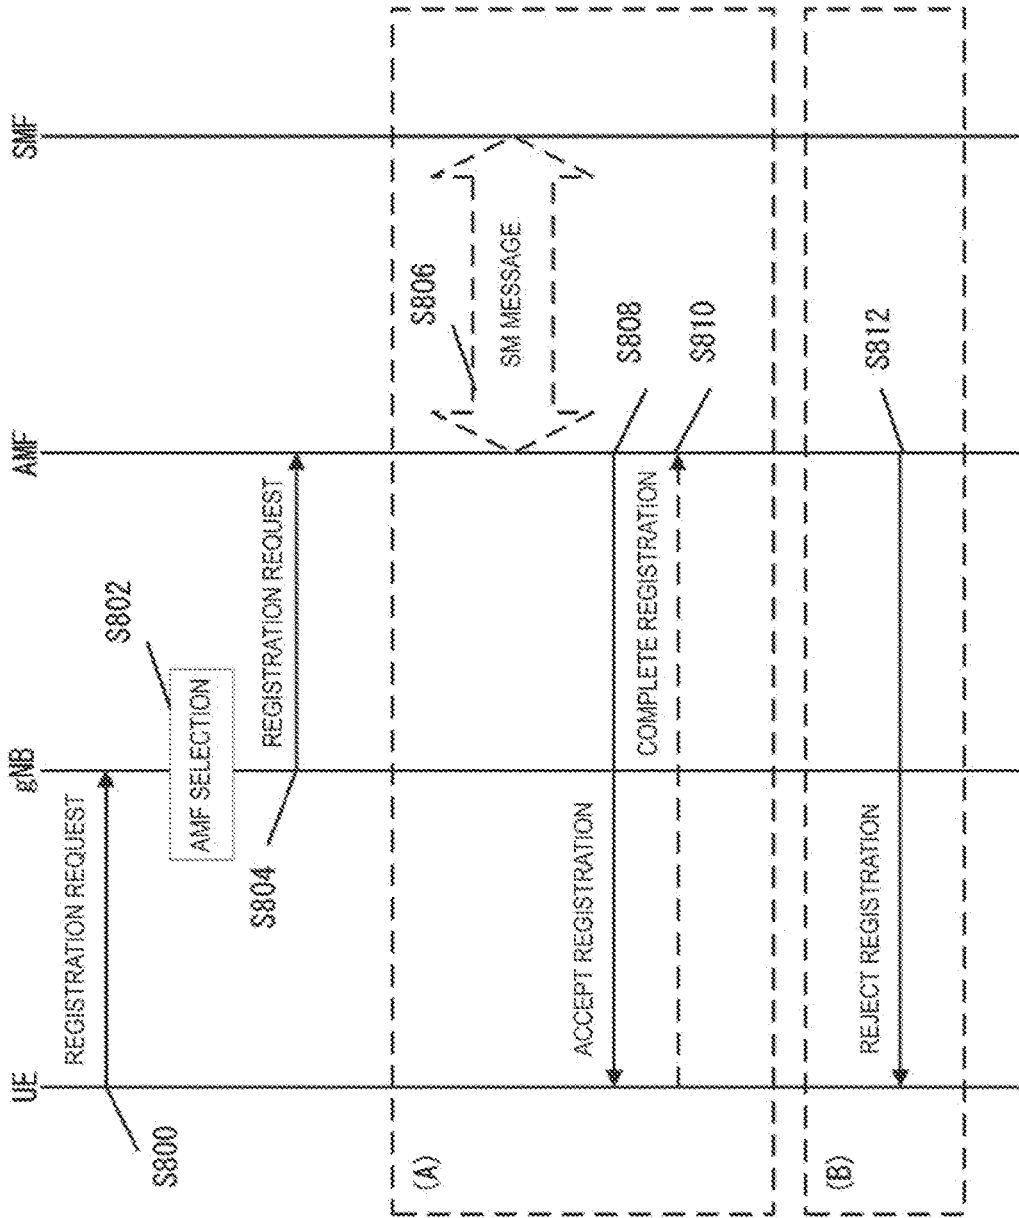 UE
gNB
AMF
SMF
S800
REGISTRATION REQUEST
AMF SELECTION
S802
S804
REGISTRATION REQUEST
(A)
SM MESSAGE
S806
ACCEPT REGISTRATION
S808
COMPLETE REGISTRATION
S810
(B)
REJECT REGISTRATION
S812